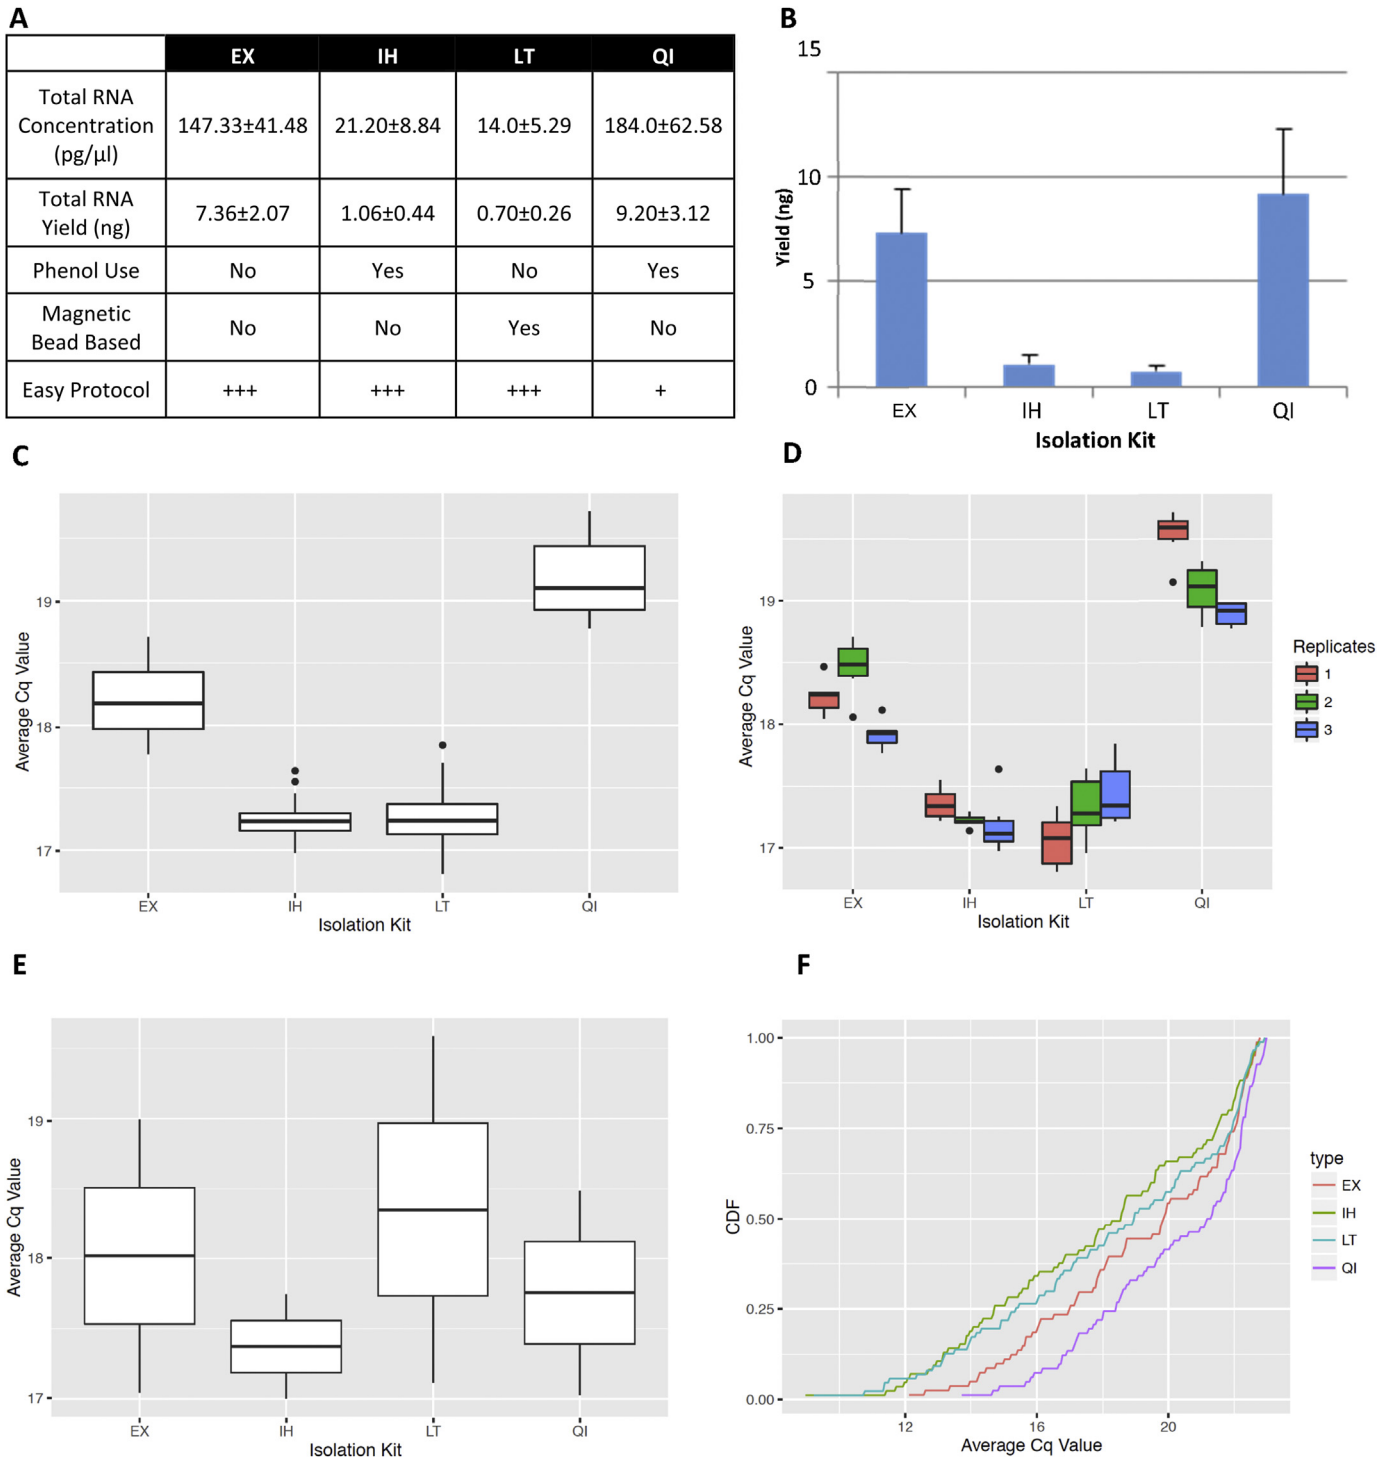 A
EX IH LT QI
Total RNA
Concentration
(pg/µl)
147.33±41.48 21.20±8.84 14.0±5.29 184.0±62.58
Total RNA
Yield (ng)
7.36±2.07 1.06±0.44 0.70±0.26 9.20±3.12
Phenol Use No Yes No Yes
Magnetic
Bead Based
No No Yes No
Easy Protocol +++ +++ +++ +
B
15
10
5
0
Yield (ng)
EX IH LT QI
Isolation Kit
C
19
18
17
Average Cq Value
EX IH LT QI
Isolation Kit
D
19
18
17
Average Cq Value
EX IH LT QI
Isolation Kit
Replicates
1
2
3
E
19
18
17
Average Cq Value
EX IH LT QI
Isolation Kit
F
1.00
0.75
0.50
0.25
0.00
CDF
12 16 20
Average Cq Value
type
EX
IH
LT
QI